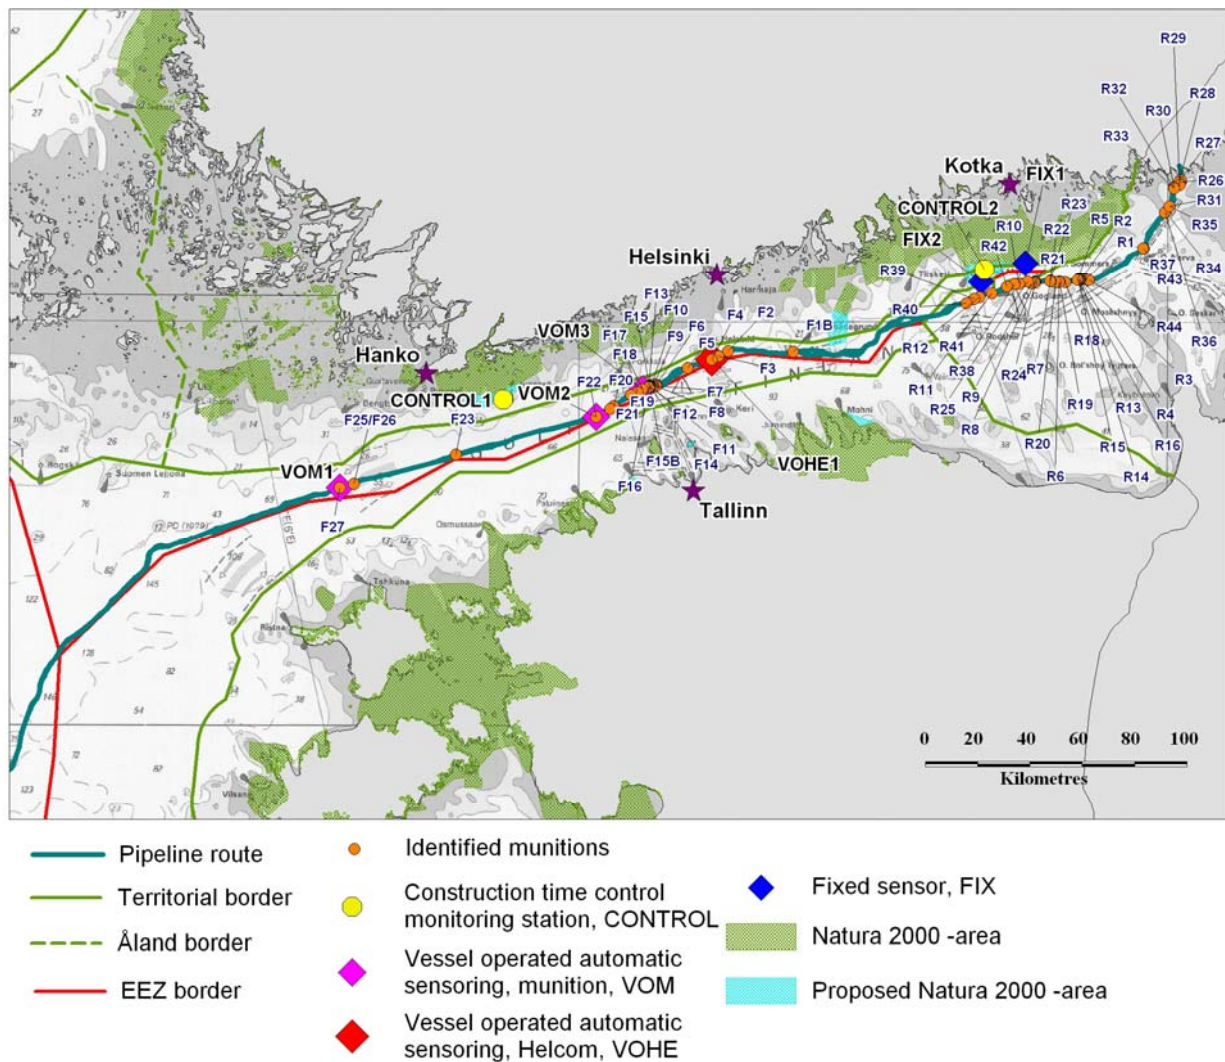 R29
R32
R28
R30
R33
R27
Kotka
FIX1
R26
CONTROL2
R23
R31
R10
R5
R2
R35
FIX2
R42
R22
R1
Helsinki
R21
R39
R37
R34
R43
F13
F10
F15
F4
F2
R40
F6
F1B
R44
VOM3
F17
F9
R12
R41
R18
R36
F5
Hanko
F18
F3
R38
R24
R7
R3
F22
F20
CONTROL1
VOM2
F19
F7
R11
R9
R19
R13
R4
F25/F26
F23
F21
F12
F8
Keri
Mohni
R25
R8
R20
R15
R16
VOM1
F15B
F11
F14
VOHE1
R6
R14
F16
Tallinn
F27
Osmussaar
Tahkuna
Ristna
0 20 40 60 80 100
Kilometres
Pipeline route
Territorial border
Åland border
EEZ border
Identified munitions
Construction time control
monitoring station, CONTROL
Vessel operated automatic
sensoring, munition, VOM
Vessel operated automatic
sensoring, Helcom, VOHE
Fixed sensor, FIX
Natura 2000 -area
Proposed Natura 2000 -area